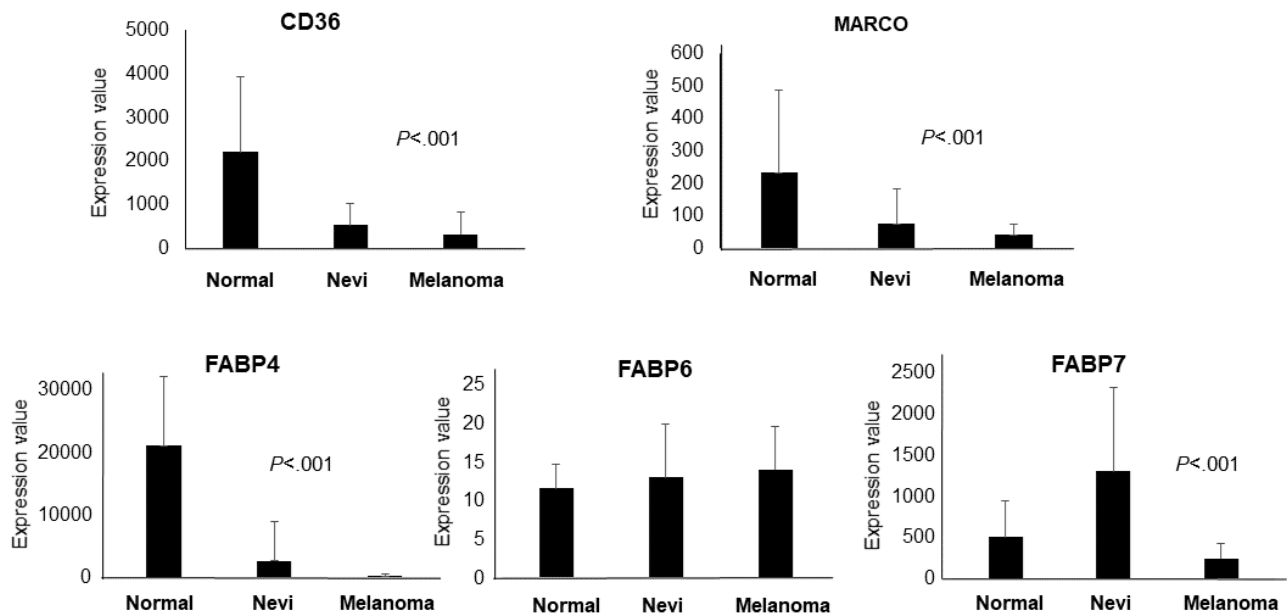 CD36
Expression value
5000
4000
3000
2000
1000
0
P<.001
Normal Nevi Melanoma
MARCO
Expression value
600
500
400
300
200
100
0
P<.001
Normal Nevi Melanoma
FABP4
Expression value
30000
20000
10000
0
P<.001
Normal Nevi Melanoma
FABP6
Expression value
25
20
15
10
5
0
Normal Nevi Melanoma
FABP7
Expression value
2500
2000
1500
1000
500
0
P<.001
Normal Nevi Melanoma